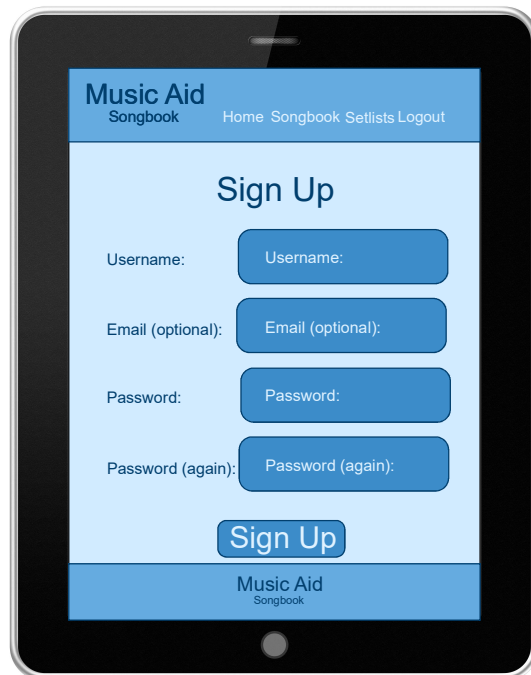 Music Aid
Songbook
Home Songbook Setlists Logout
Sign Up
Username: Username:
Email (optional): Email (optional):
Password: Password:
Password (again): Password (again):
Sign Up
Music Aid
Songbook